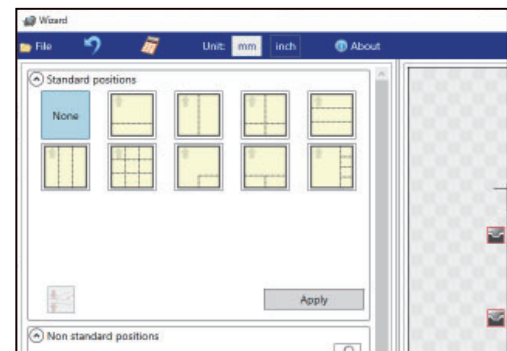 Wizard
File Unit: mm inch About
Standard positions
None
Apply
Non standard positions